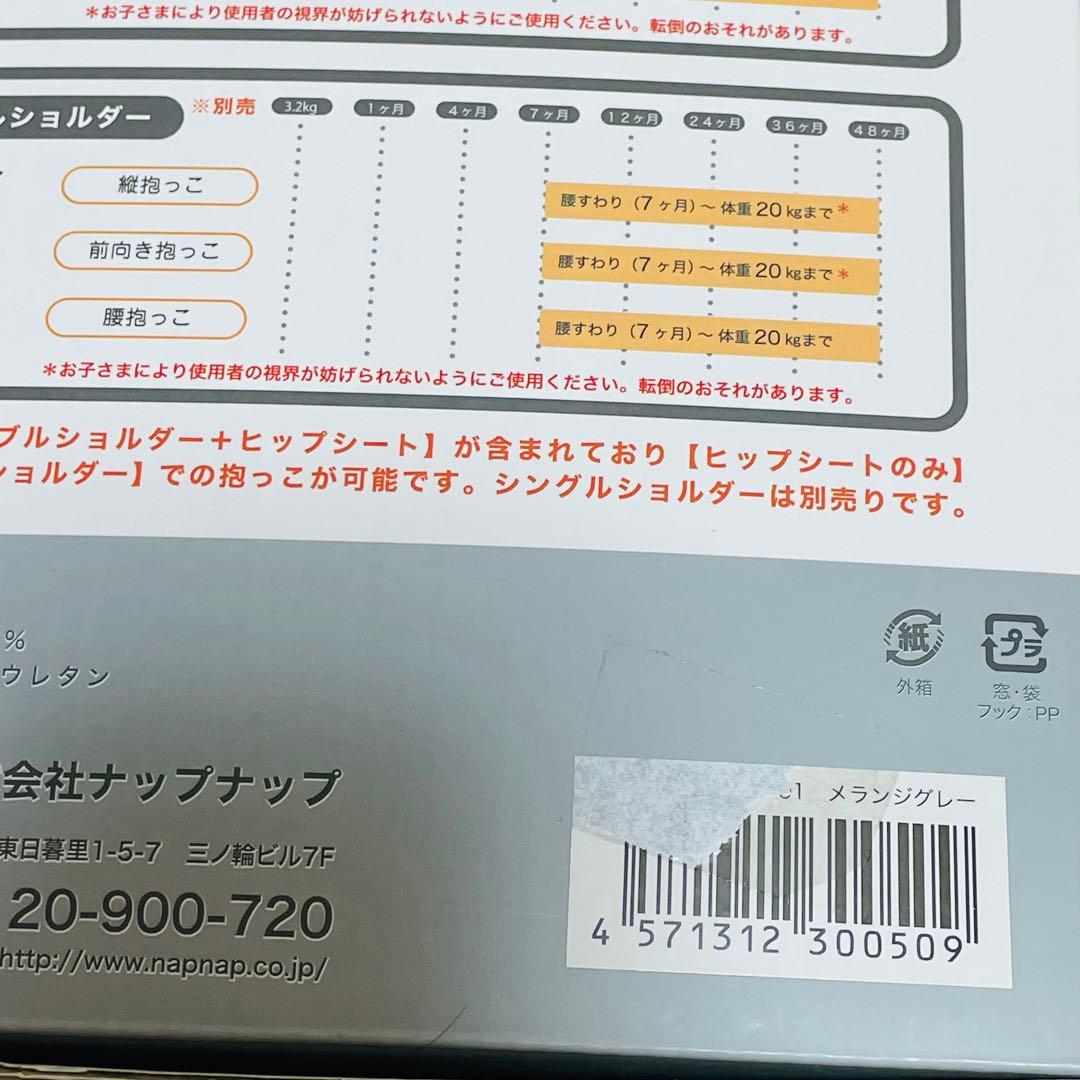 *お子さまにより使用者の視界が妨げられないようにご使用ください。転倒のおそれがあります。
ルショルダー ※別売 3.2kg 1ヶ月 4ヶ月 7ヶ月 12ヶ月 24ヶ月 36ヶ月 48ヶ月
縦抱っこ 腰すわり(7ヶ月)～体重20kgまで*
前向き抱っこ 腰すわり(7ヶ月)～体重20kgまで*
腰抱っこ 腰すわり(7ヶ月)～体重20kgまで
*お子さまにより使用者の視界が妨げられないようにご使用ください。転倒のおそれがあります。
ブルショルダー＋ヒップシート】が含まれており【ヒップシートのみ】
ショルダー】での抱っこが可能です。シングルショルダーは別売りです。
%
ウレタン
紙
外箱
プラ
窓・袋
フック:PP
会社ナップナップ
東日暮里1-5-7 三ノ輪ビル7F
20-900-720
http://www.napnap.co.jp/
01 メランジグレー
4 571312 300509